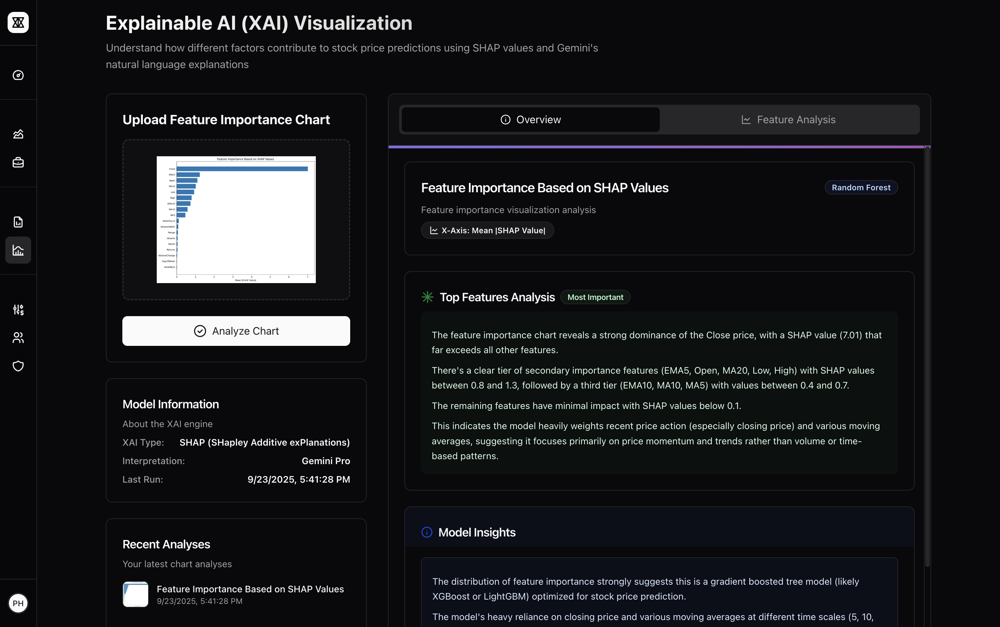 Explainable AI (XAI) Visualization
Understand how different factors contribute to stock price predictions using SHAP values and Gemini's
natural language explanations
Upload Feature Importance Chart
Feature Importance Based on SHAP Values
Close
EMA5
Open
MA20
Low
High
EMA10
MA10
MA5
Volatility10
VolumeSMA5
Range
Volume
Month
Returns
VolumeChange
DayOfWeek
Volatility5
0 1 2 3 4 5 6 7
Mean |SHAP Value|
Analyze Chart
Model Information
About the XAI engine
XAI Type: SHAP (SHapley Additive exPlanations)
Interpretation: Gemini Pro
Last Run: 9/23/2025, 5:41:28 PM
Recent Analyses
Your latest chart analyses
Feature Importance Based on SHAP Values
9/23/2025, 5:41:28 PM
PH
Overview
Feature Analysis
Feature Importance Based on SHAP Values
Random Forest
Feature importance visualization analysis
X-Axis: Mean |SHAP Value|
Top Features Analysis
Most Important
The feature importance chart reveals a strong dominance of the Close price, with a SHAP value (7.01) that
far exceeds all other features.
There's a clear tier of secondary importance features (EMA5, Open, MA20, Low, High) with SHAP values
between 0.8 and 1.3, followed by a third tier (EMA10, MA10, MA5) with values between 0.4 and 0.7.
The remaining features have minimal impact with SHAP values below 0.1.
This indicates the model heavily weights recent price action (especially closing price) and various moving
averages, suggesting it focuses primarily on price momentum and trends rather than volume or time-
based patterns.
Model Insights
The distribution of feature importance strongly suggests this is a gradient boosted tree model (likely
XGBoost or LightGBM) optimized for stock price prediction.
The model's heavy reliance on closing price and various moving averages at different time scales (5, 10,